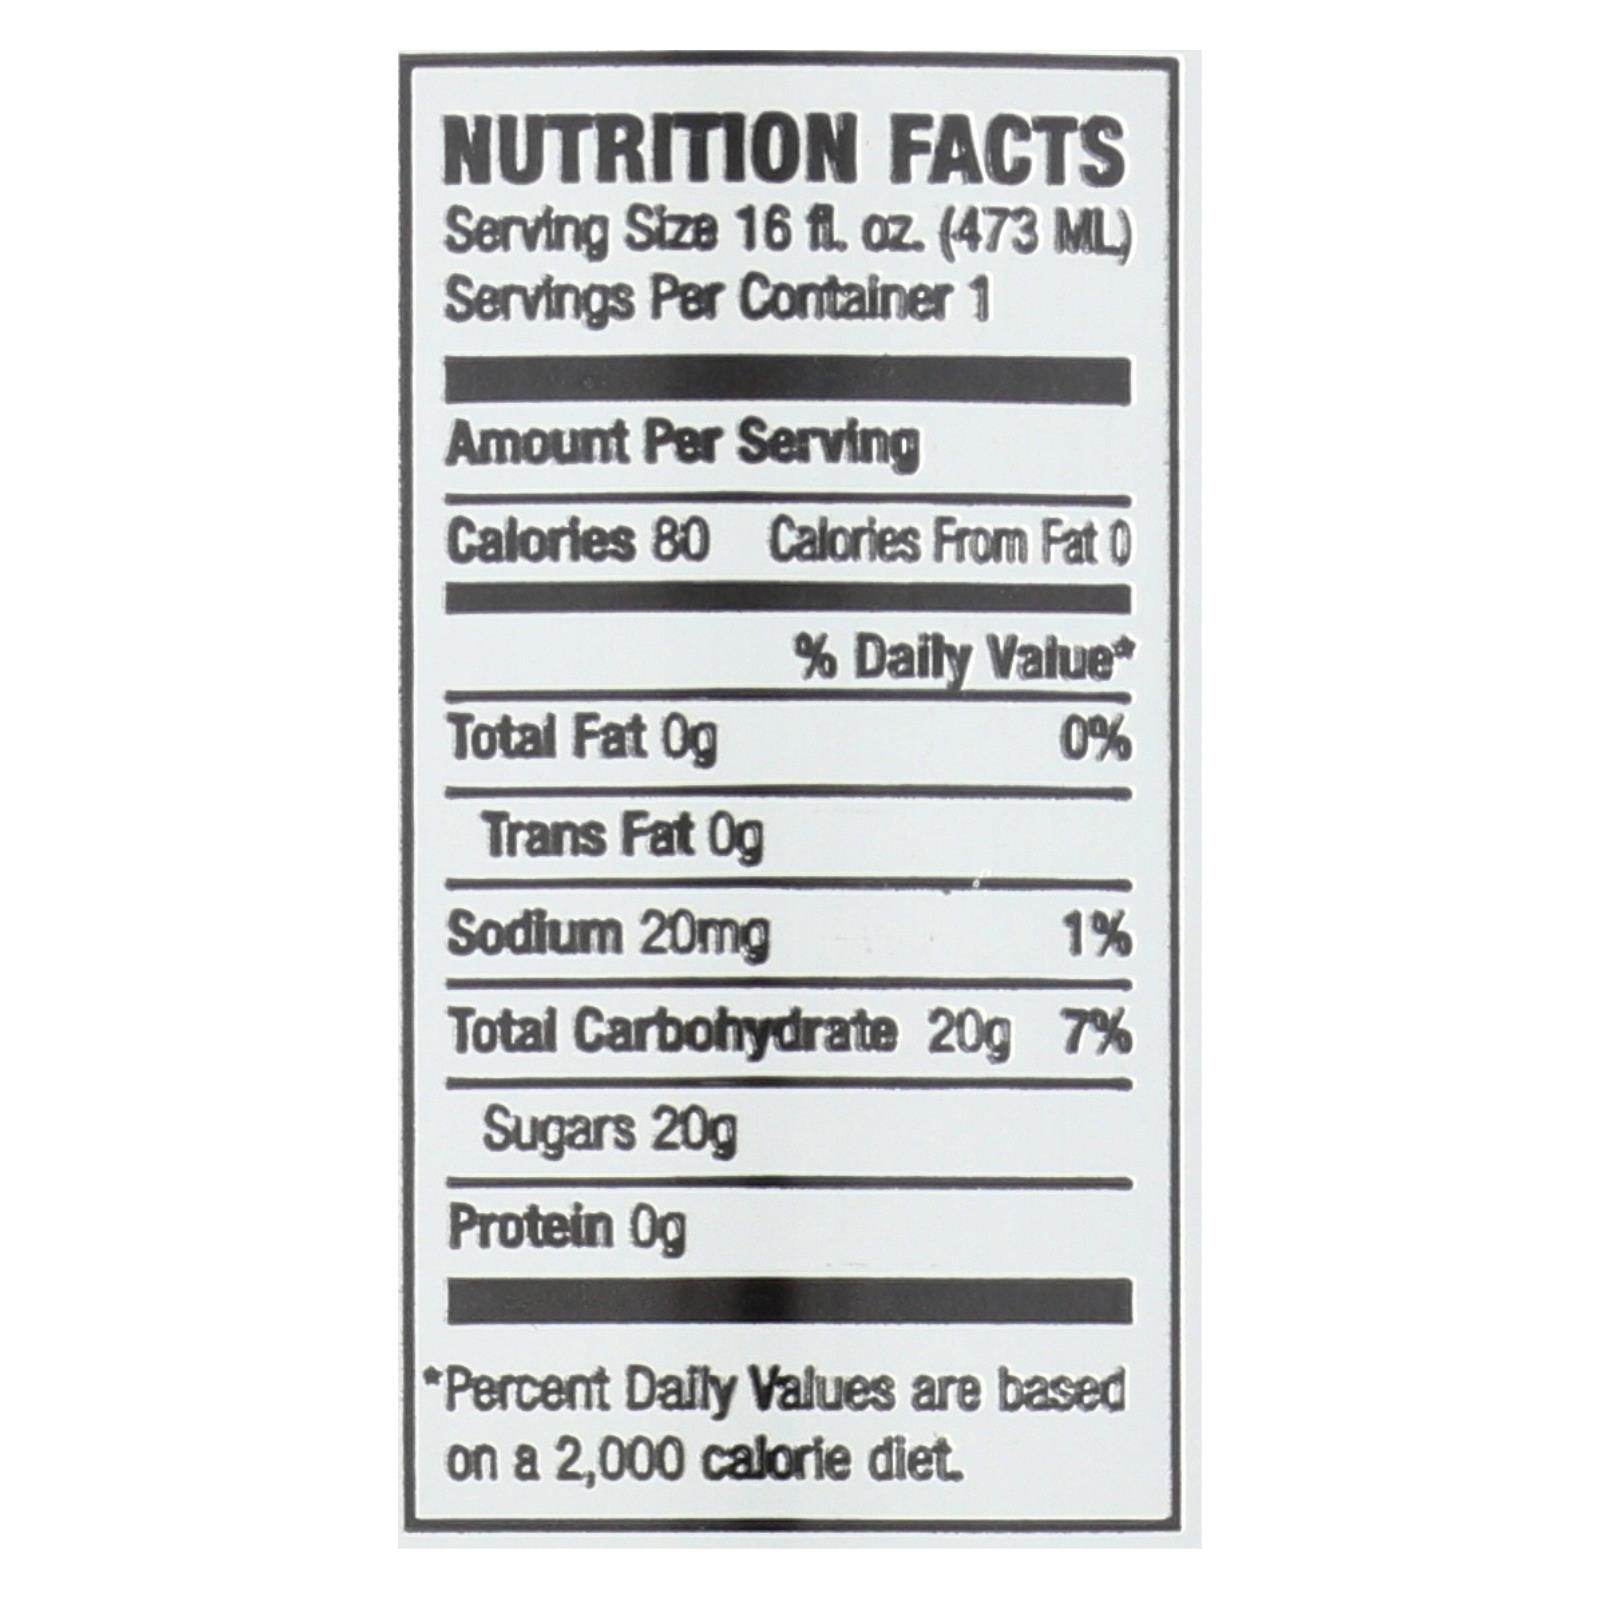 NUTRITION FACTS
Serving Size 16 fl. oz. (473 ML)
Servings Per Container 1
Amount Per Serving
Calories 80 Calories From Fat 0
% Daily Value*
Total Fat 0g 0%
Trans Fat 0g
Sodium 20mg 1%
Total Carbohydrate 20g 7%
Sugars 20g
Protein 0g
*Percent Daily Values are based
on a 2,000 calorie diet.